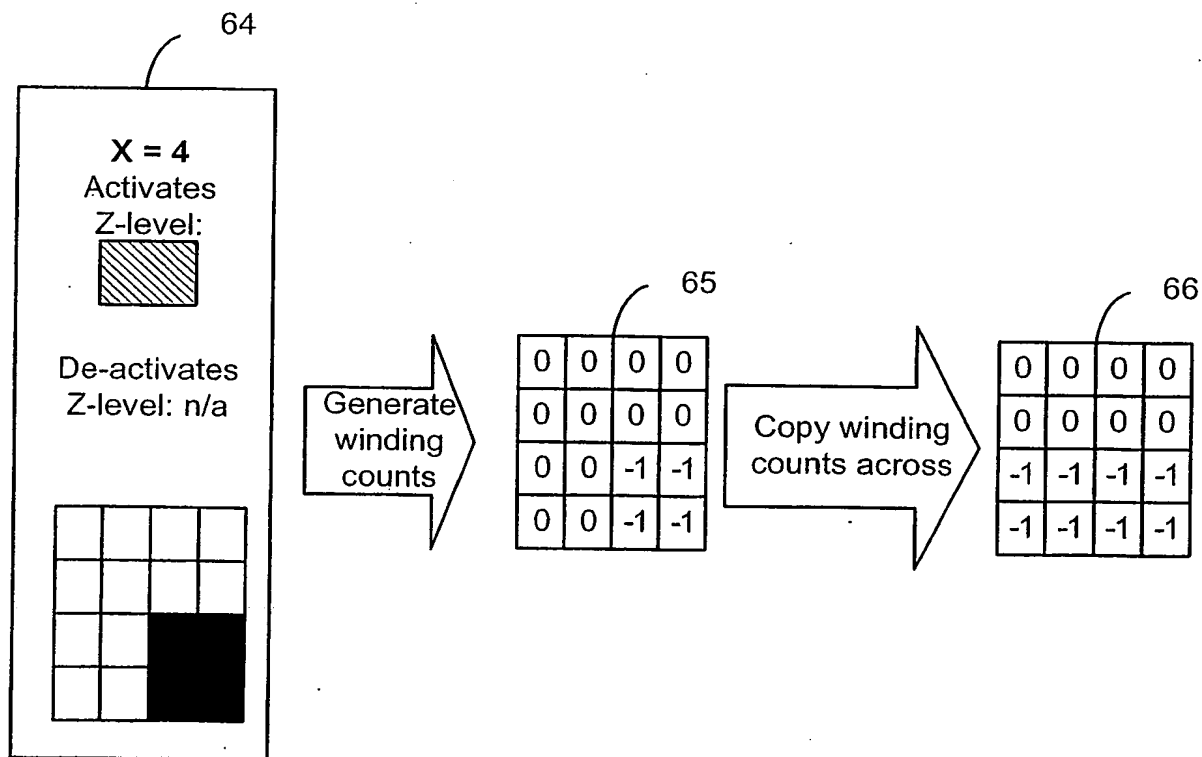 64
X = 4
Activates
Z-level:
De-activates
Z-level: n/a
Generate
winding
counts
65
0 0 0 0
0 0 0 0
0 0 -1 -1
0 0 -1 -1
Copy winding
counts across
66
0 0 0 0
0 0 0 0
-1 -1 -1 -1
-1 -1 -1 -1